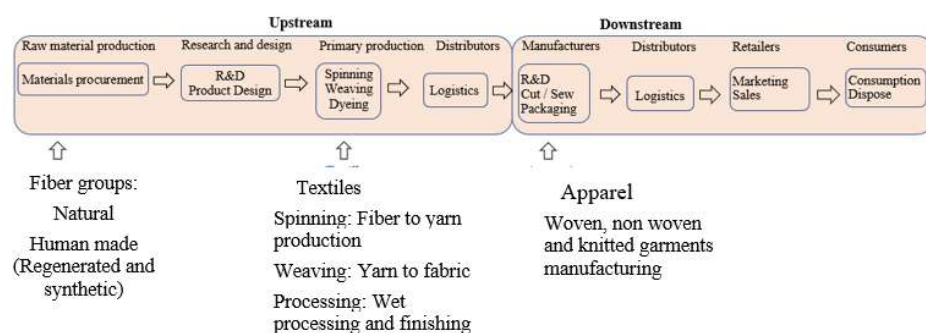 Upstream
Downstream
Raw material production
Research and design
Primary production
Distributors
Manufacturers
Distributors
Retailers
Consumers
Materials procurement
R&D
Product Design
Spinning
Weaving
Dyeing
Logistics
R&D
Cut / Sew
Packaging
Logistics
Marketing
Sales
Consumption
Dispose
Fiber groups:
Natural
Human made
(Regenerated and
synthetic)
Textiles
Spinning: Fiber to yarn
production
Weaving: Yarn to fabric
Processing: Wet
processing and finishing
Apparel
Woven, non woven
and knitted garments
manufacturing